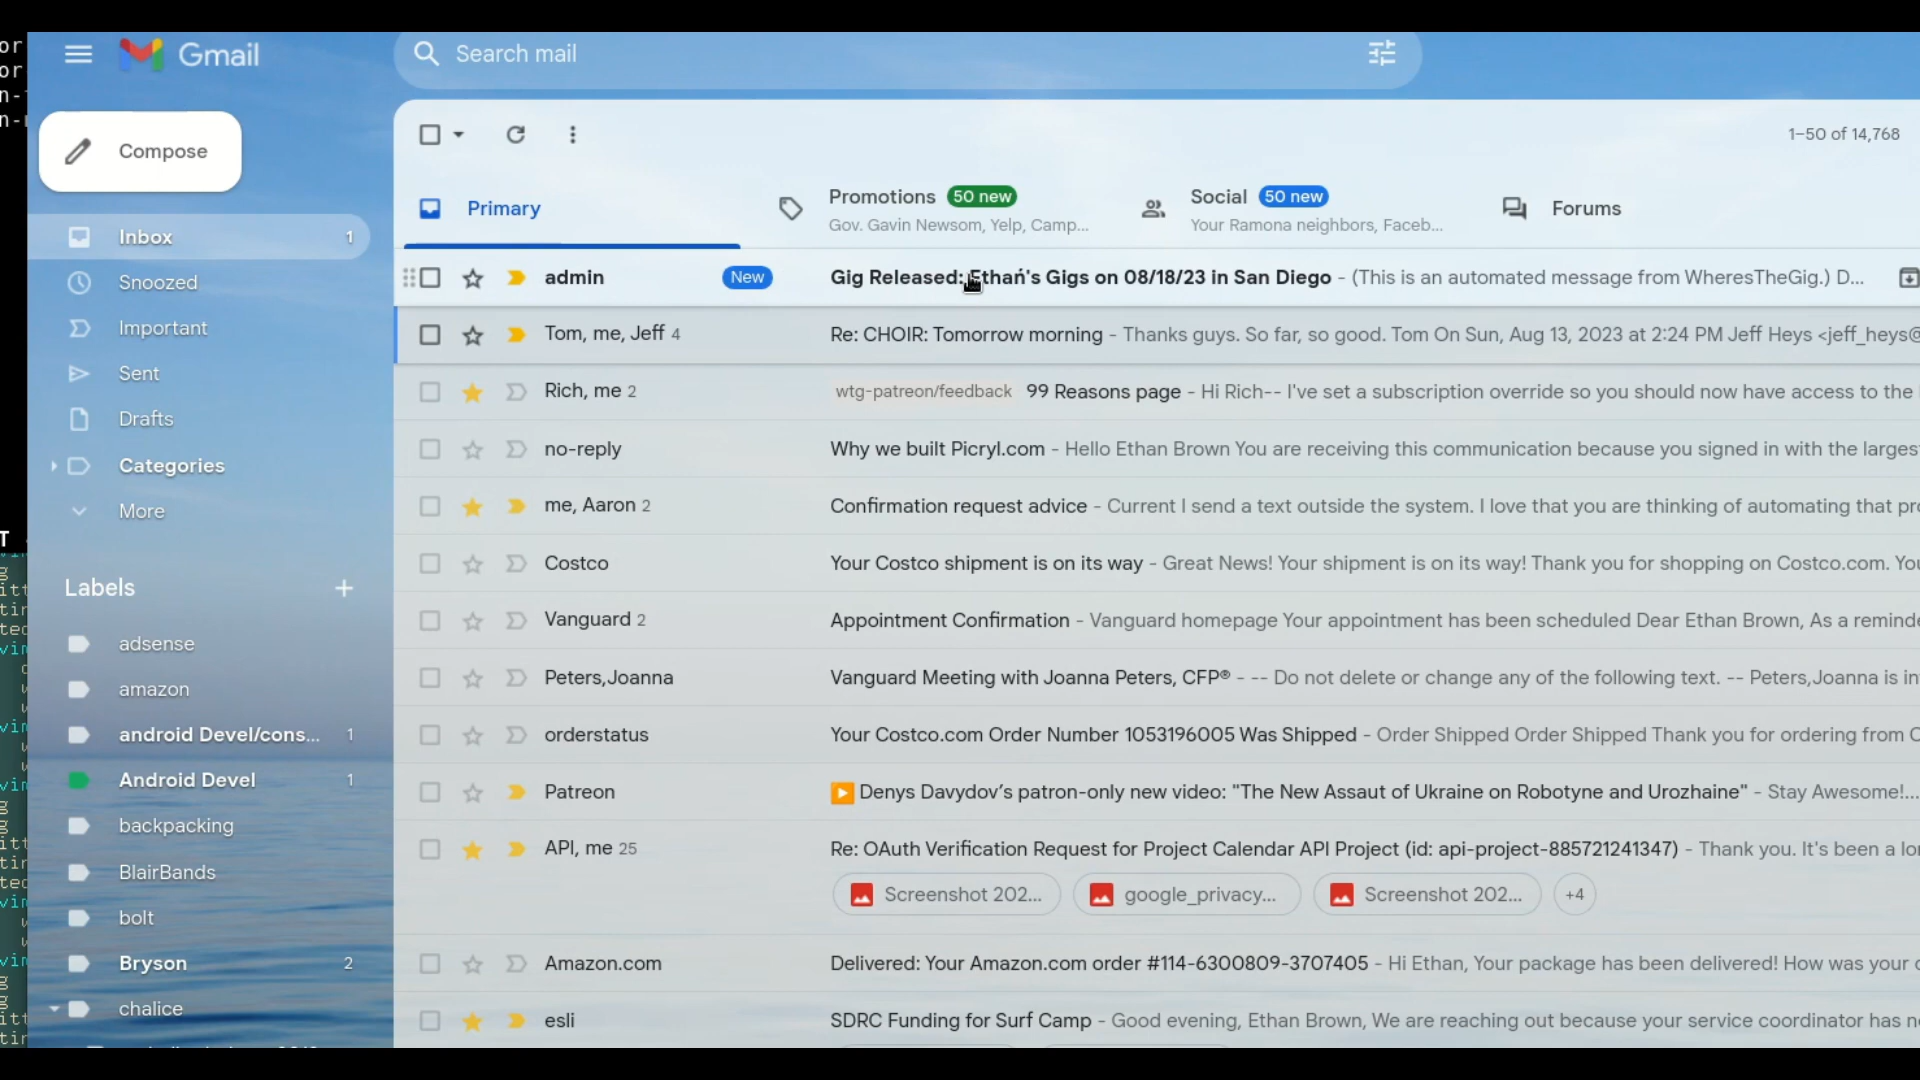 Gmail
Search mail
Compose
1–50 of 14,768
Primary
Promotions 50 new
Gov. Gavin Newsom, Yelp, Camp...
Social 50 new
Your Ramona neighbors, Faceb...
Forums
Inbox 1
Snoozed
Important
Sent
Drafts
Categories
More
Labels
adsense
amazon
android Devel/cons... 1
Android Devel 1
backpacking
BlairBands
bolt
Bryson 2
chalice
admin New Gig Released: Ethan's Gigs on 08/18/23 in San Diego - (This is an automated message from WheresTheGig.) D...
Tom, me, Jeff 4 Re: CHOIR: Tomorrow morning - Thanks guys. So far, so good. Tom On Sun, Aug 13, 2023 at 2:24 PM Jeff Heys <jeff_heys@
Rich, me 2 wtg-patreon/feedback 99 Reasons page - Hi Rich-- I've set a subscription override so you should now have access to the
no-reply Why we built Picryl.com - Hello Ethan Brown You are receiving this communication because you signed in with the largest
me, Aaron 2 Confirmation request advice - Current I send a text outside the system. I love that you are thinking of automating that
Costco Your Costco shipment is on its way - Great News! Your shipment is on its way! Thank you for shopping on Costco.com.
Vanguard 2 Appointment Confirmation - Vanguard homepage Your appointment has been scheduled Dear Ethan Brown, As a
Peters,Joanna Vanguard Meeting with Joanna Peters, CFP® - -- Do not delete or change any of the following text. -- Peters,Joanna is
orderstatus Your Costco.com Order Number 1053196005 Was Shipped - Order Shipped Order Shipped Thank you for ordering from
Patreon ▶️ Denys Davydov’s patron-only new video: "The New Assaut of Ukraine on Robotyne and Urozhaine" - Stay Awesome!...
API, me 25 Re: OAuth Verification Request for Project Calendar API Project (id: api-project-885721241347) - Thank you. It's been a
Screenshot 202... google_privacy... Screenshot 202... +4
Amazon.com Delivered: Your Amazon.com order #114-6300809-3707405 - Hi Ethan, Your package has been delivered! How was your
esli SDRC Funding for Surf Camp - Good evening, Ethan Brown, We are reaching out because your service coordinator has